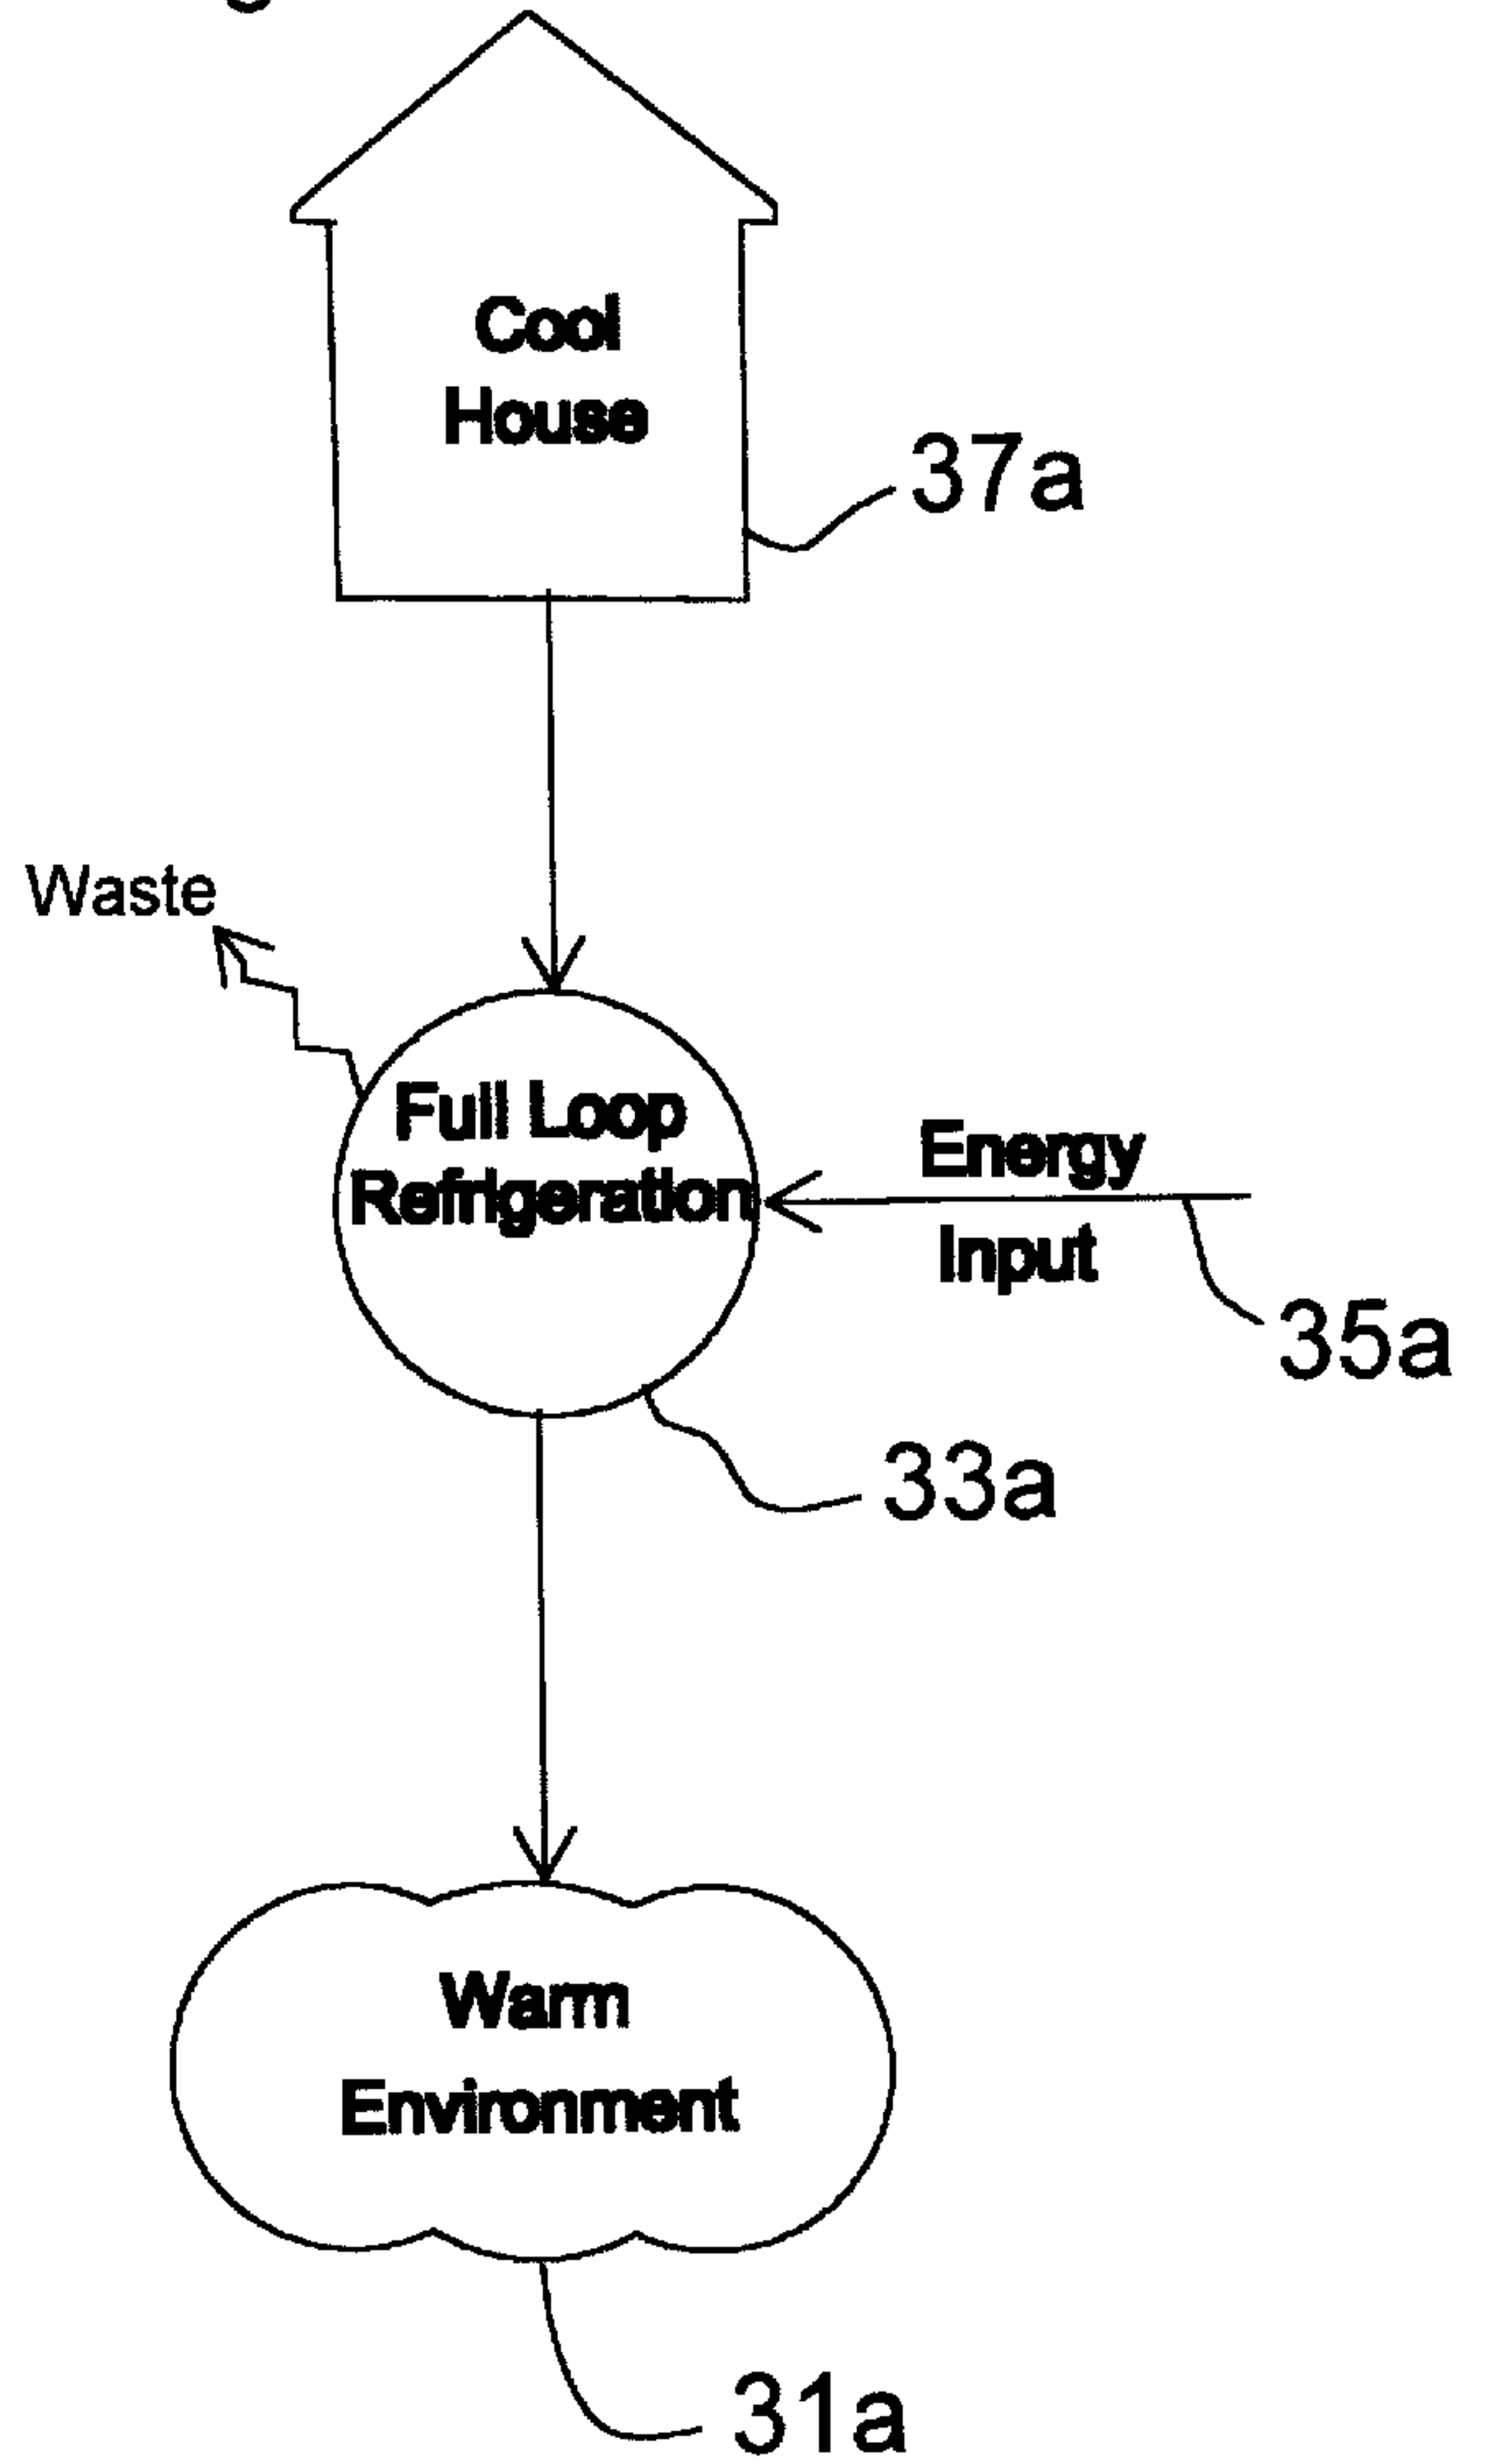 Cool
House
37a
Waste
Full Loop
Refrigeration
Energy
Input
35a
33a
Warm
Environment
31a